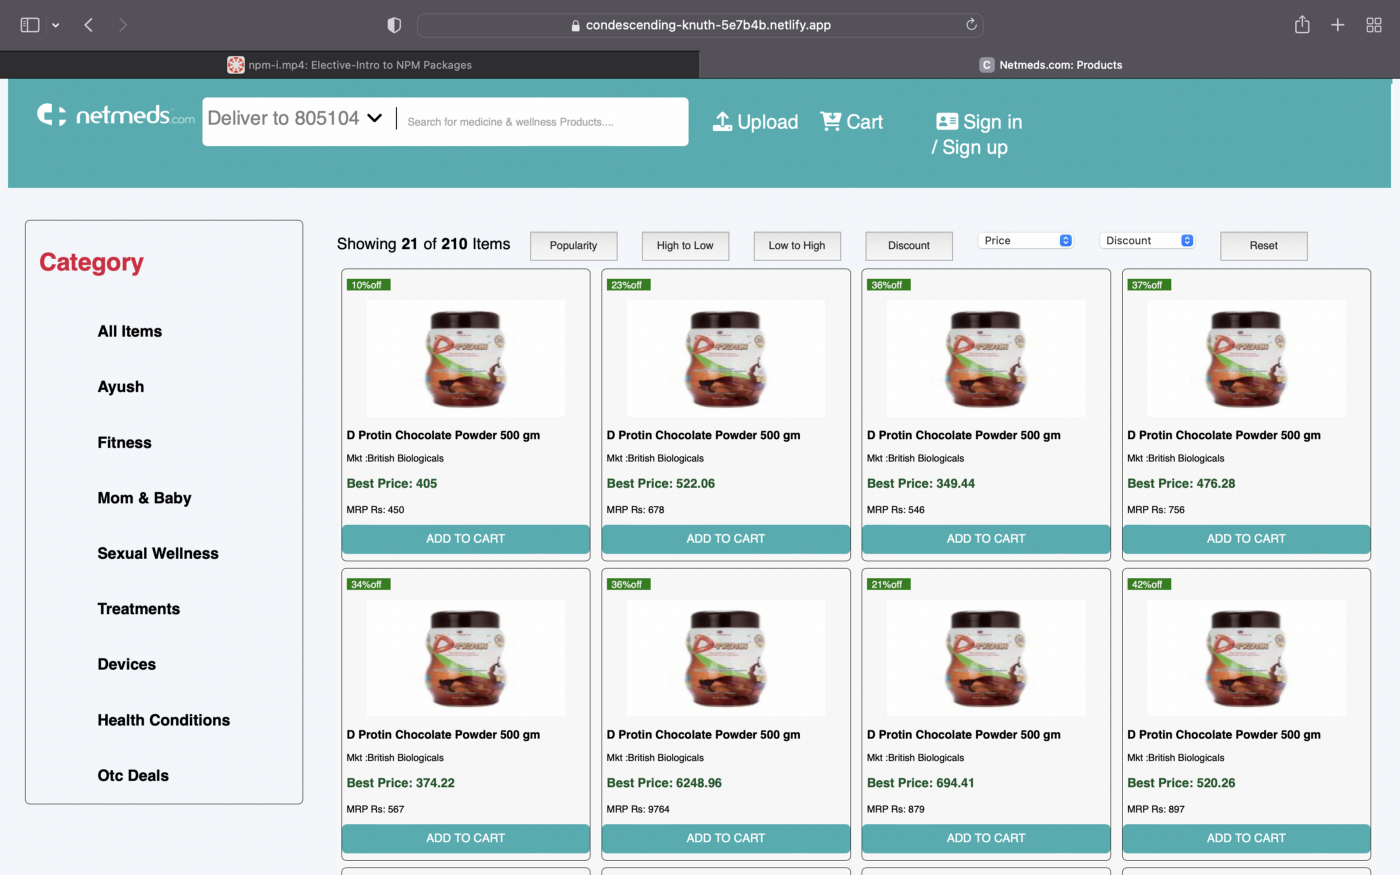 condescending-knuth-5e7b4b.netlify.app
npm-i.mp4: Elective-Intro to NPM Packages
C Netmeds.com: Products
netmeds.com
Deliver to 805104
Search for medicine & wellness Products....
Upload
Cart
Sign in
/ Sign up
Category
All Items
Ayush
Fitness
Mom & Baby
Sexual Wellness
Treatments
Devices
Health Conditions
Otc Deals
Showing 21 of 210 Items
Popularity
High to Low
Low to High
Discount
Price
Discount
Reset
10%off
D Protin Chocolate Powder 500 gm
Mkt :British Biologicals
Best Price: 405
MRP Rs: 450
ADD TO CART
23%off
D Protin Chocolate Powder 500 gm
Mkt :British Biologicals
Best Price: 522.06
MRP Rs: 678
ADD TO CART
36%off
D Protin Chocolate Powder 500 gm
Mkt :British Biologicals
Best Price: 349.44
MRP Rs: 546
ADD TO CART
37%off
D Protin Chocolate Powder 500 gm
Mkt :British Biologicals
Best Price: 476.28
MRP Rs: 756
ADD TO CART
34%off
D Protin Chocolate Powder 500 gm
Mkt :British Biologicals
Best Price: 374.22
MRP Rs: 567
ADD TO CART
36%off
D Protin Chocolate Powder 500 gm
Mkt :British Biologicals
Best Price: 6248.96
MRP Rs: 9764
ADD TO CART
21%off
D Protin Chocolate Powder 500 gm
Mkt :British Biologicals
Best Price: 694.41
MRP Rs: 879
ADD TO CART
42%off
D Protin Chocolate Powder 500 gm
Mkt :British Biologicals
Best Price: 520.26
MRP Rs: 897
ADD TO CART